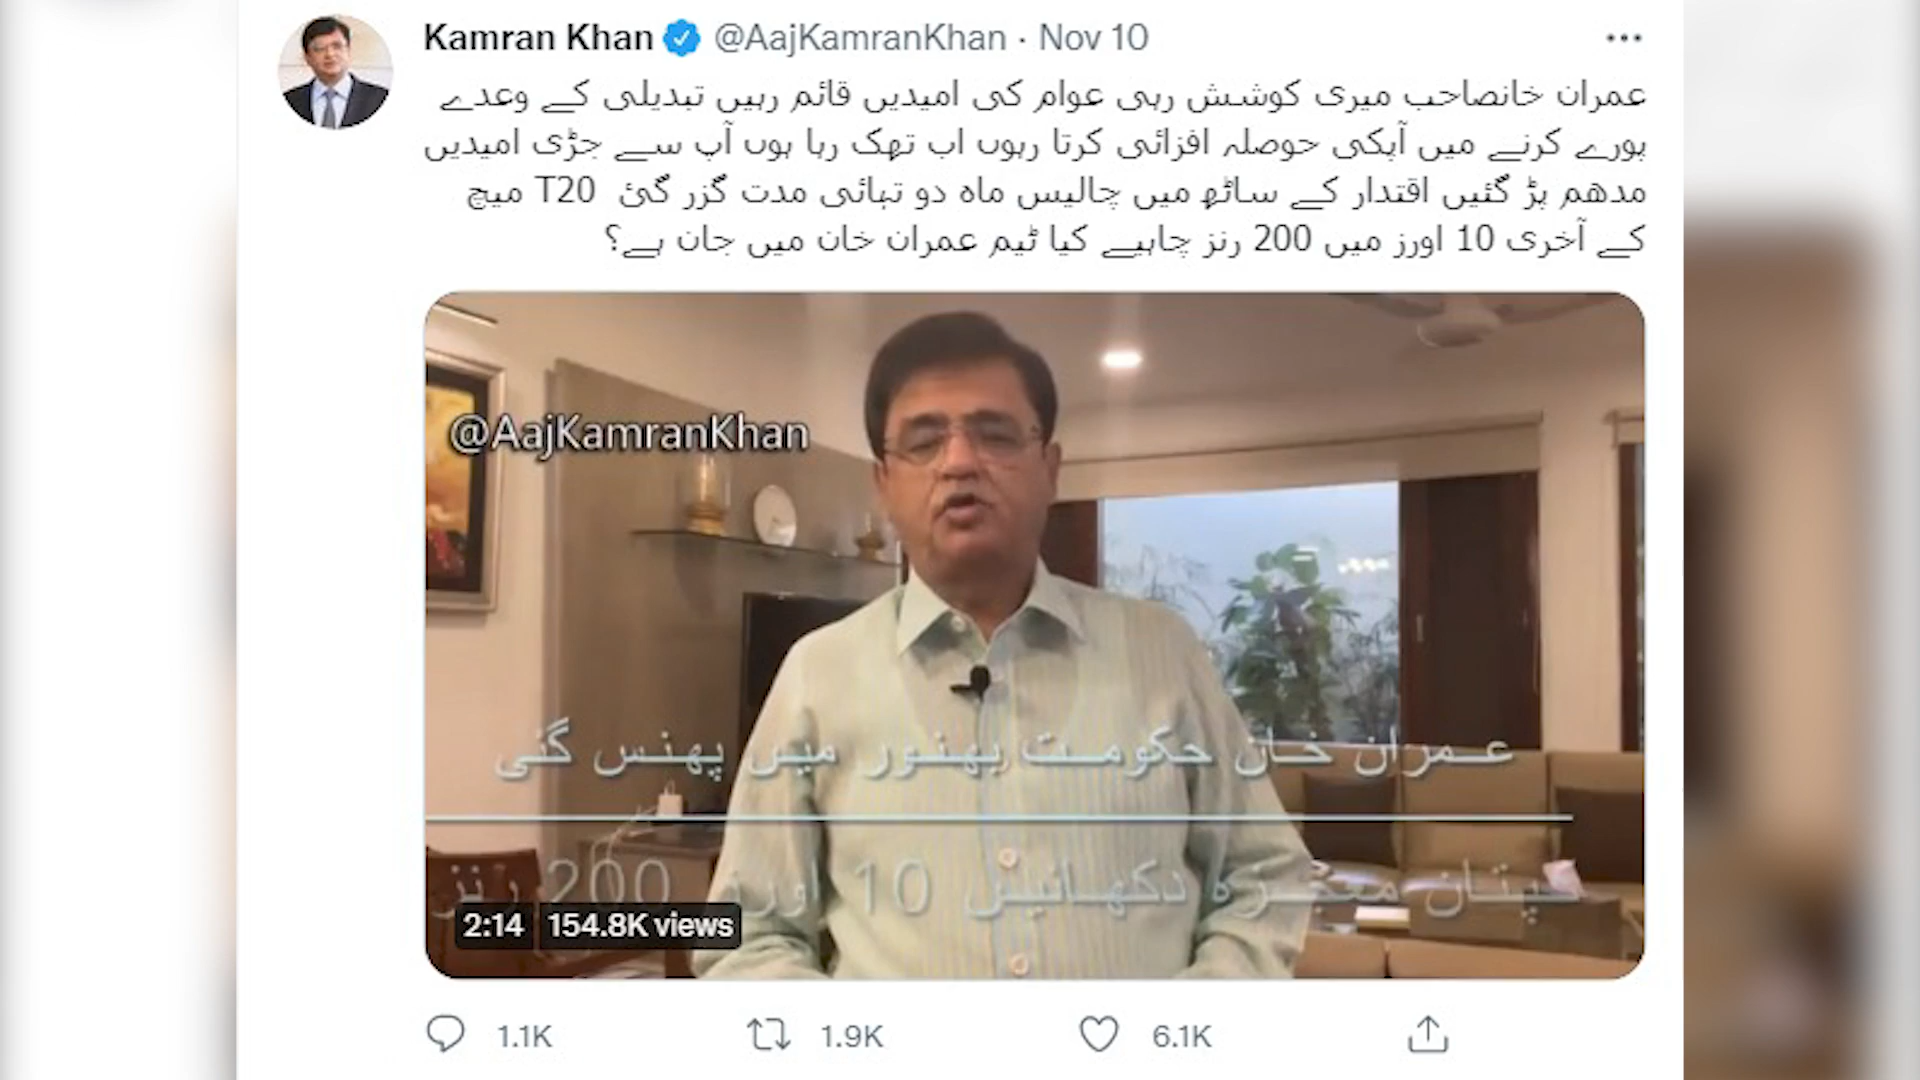 Kamran Khan @AajKamranKhan · Nov 10
عمران خانصاحب میری کوشش رہی عوام کی امیدیں قائم رہیں تبدیلی کے وعدے
پورے کرنے میں آپکی حوصلہ افزائی کرتا رہوں اب تھک رہا ہوں آپ سے جڑی امیدیں
مدھم پڑ گئیں اقتدار کے ساٹھ میں چالیس ماہ دو تہائی مدت گزر گئ T20 میچ
کے آخری 10 اورز میں 200 رنز چاہیے کیا ٹیم عمران خان میں جان ہے؟
@AajKamranKhan
عمران خان حکومت بھنور میں پھنس گئی
کپتان معجزہ دکھائیں 10 اورز 200 رنز
2:14 154.8K views
1.1K 1.9K 6.1K